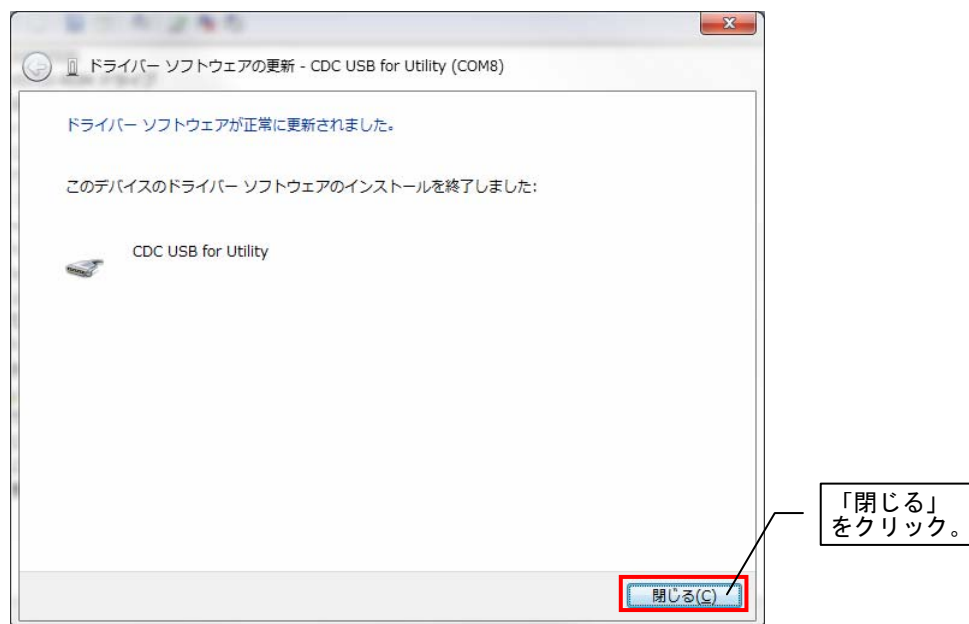 ドライバー ソフトウェアの更新 - CDC USB for Utility (COM8)
ドライバー ソフトウェアが正常に更新されました。
このデバイスのドライバー ソフトウェアのインストールを終了しました:
CDC USB for Utility
「閉じる」
をクリック。
閉じる(C)